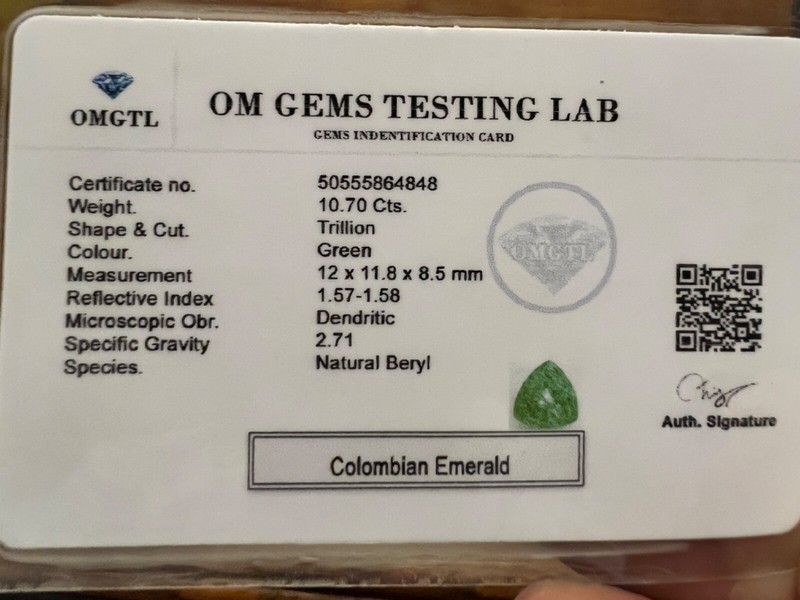 OMGTL
OM GEMS TESTING LAB
GEMS INDENTIFICATION CARD
Certificate no. 50555864848
Weight. 10.70 Cts.
Shape & Cut. Trillion
Colour. Green
Measurement 12 x 11.8 x 8.5 mm
Reflective Index 1.57-1.58
Microscopic Obr. Dendritic
Specific Gravity 2.71
Species. Natural Beryl
OMGTL
Auth. Signature
Colombian Emerald